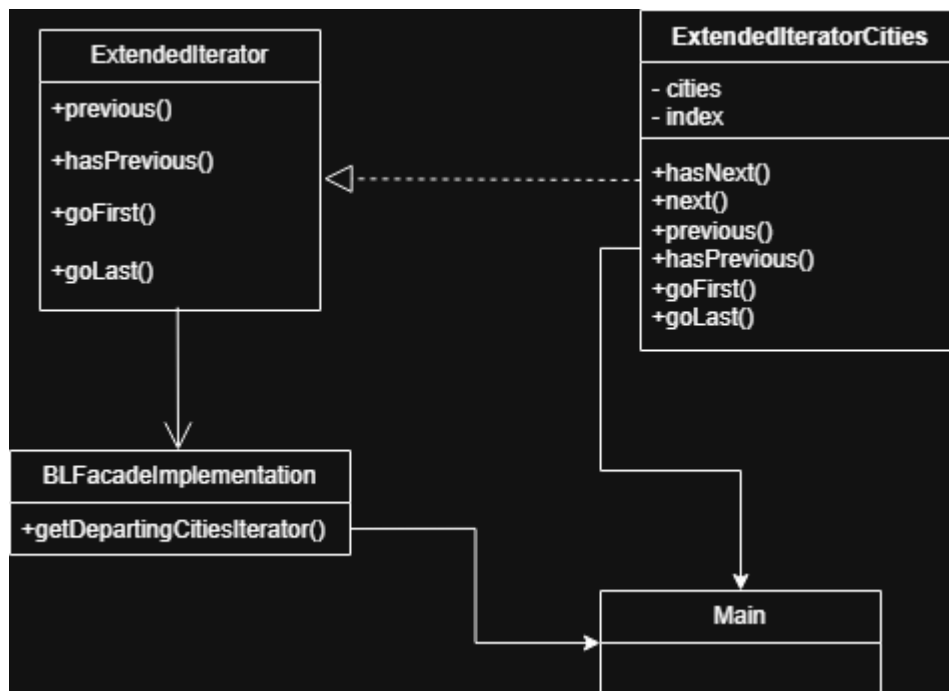 ExtendedIterator
+previous()
+hasPrevious()
+goFirst()
+goLast()
ExtendedIteratorCities
- cities
- index
+hasNext()
+next()
+previous()
+hasPrevious()
+goFirst()
+goLast()
BLFacadeImplementation
+getDepartingCitiesIterator()
Main